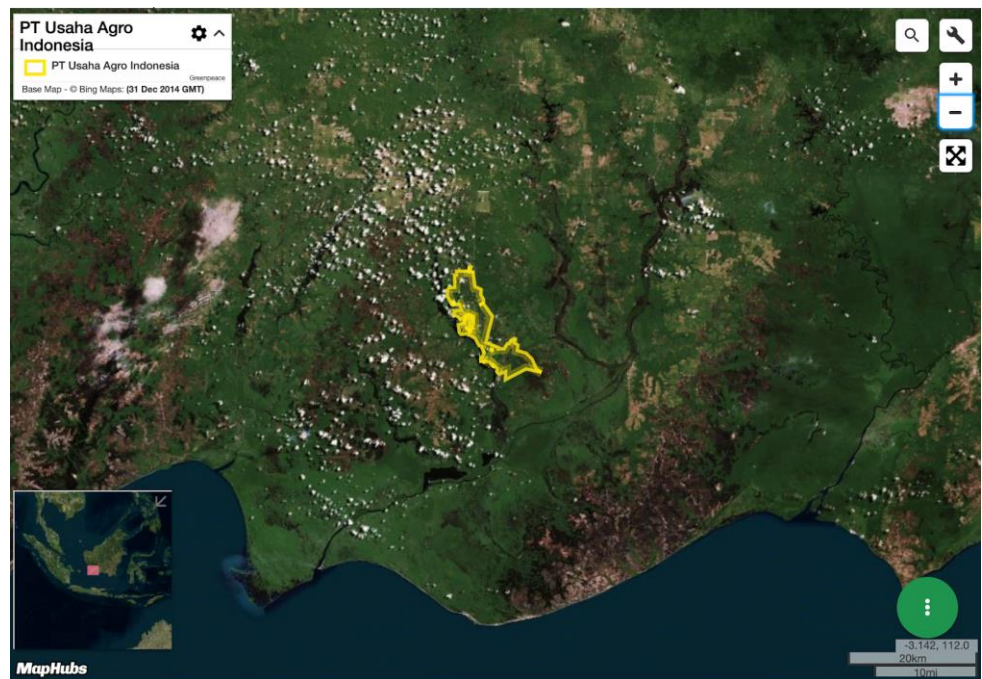 PT Usaha Agro
Indonesia
PT Usaha Agro Indonesia
Greenpeace
Base Map - © Bing Maps: (31 Dec 2014 GMT)
-3.142, 112.0
20km
10mi
MapHubs